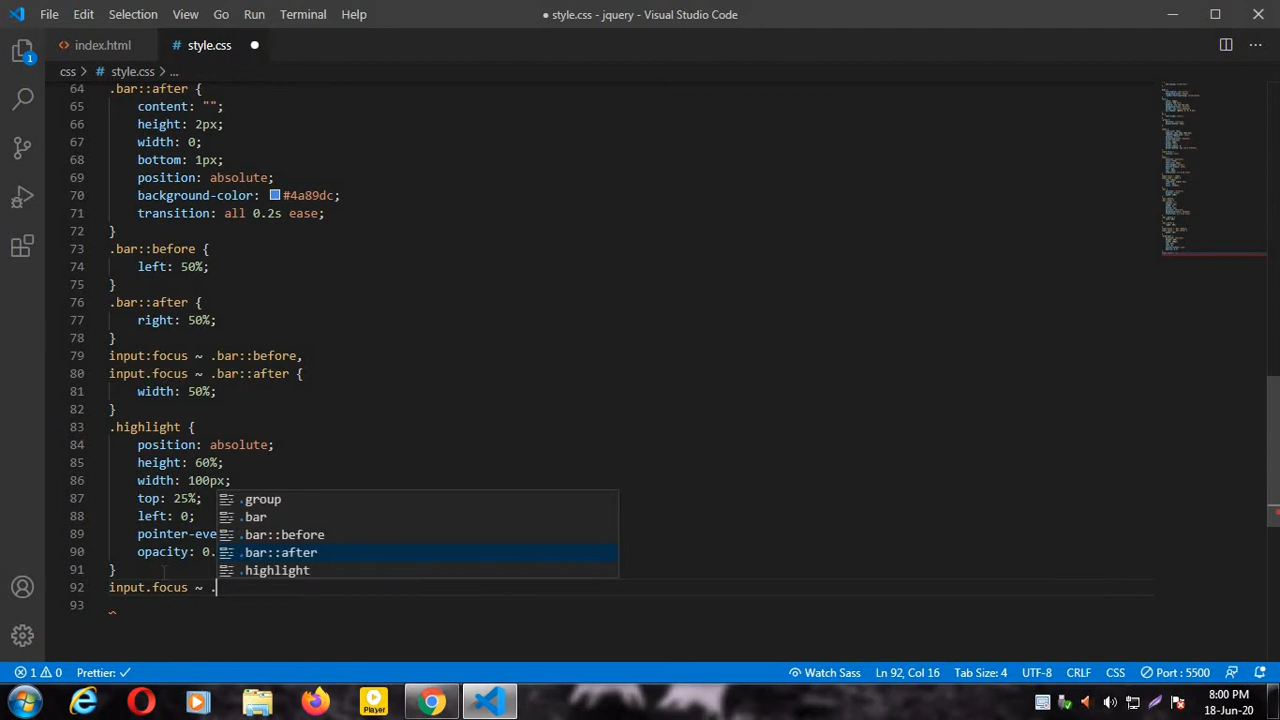 File Edit Selection View Go Run Terminal Help ● style.css - jquery - Visual Studio Code
index.html # style.css
css > # style.css > ...
64 .bar::after {
65 content: "";
66 height: 2px;
67 width: 0;
68 bottom: 1px;
69 position: absolute;
70 background-color: #4a89dc;
71 transition: all 0.2s ease;
72 }
73 .bar::before {
74 left: 50%;
75 }
76 .bar::after {
77 right: 50%;
78 }
79 input:focus ~ .bar::before,
80 input.focus ~ .bar::after {
81 width: 50%;
82 }
83 .highlight {
84 position: absolute;
85 height: 60%;
86 width: 100px;
87 top: 25%;
.group
88 left: 0;
.bar
89 pointer-eve
.bar::before
90 opacity: 0.
.bar::after
91 }
.highlight
92 input.focus ~ .
93
1 0 Prettier: ✓ Watch Sass Ln 92, Col 16 Tab Size: 4 UTF-8 CRLF CSS Port : 5500
Player
8:00 PM
18-Jun-20
1